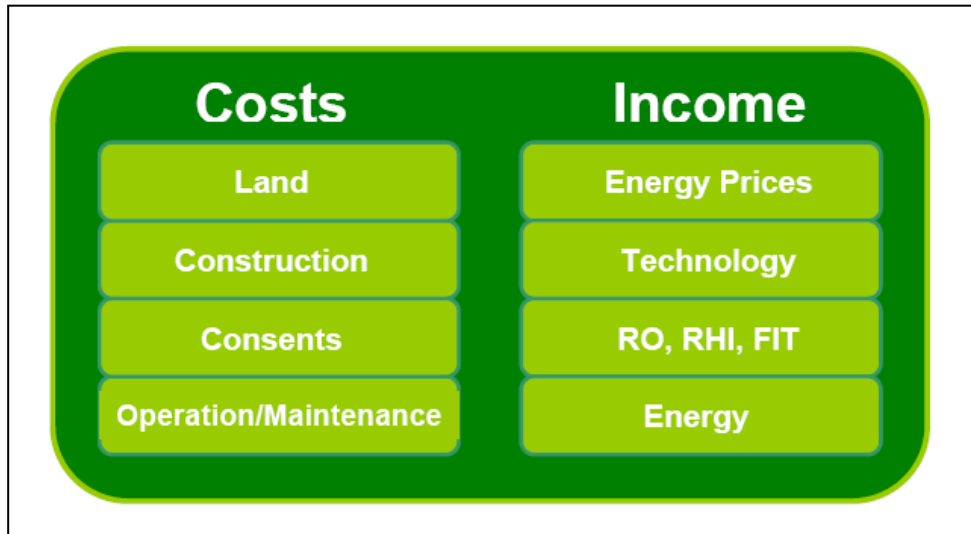 Costs
Land
Construction
Consents
Operation/Maintenance
Income
Energy Prices
Technology
RO, RHI, FIT
Energy